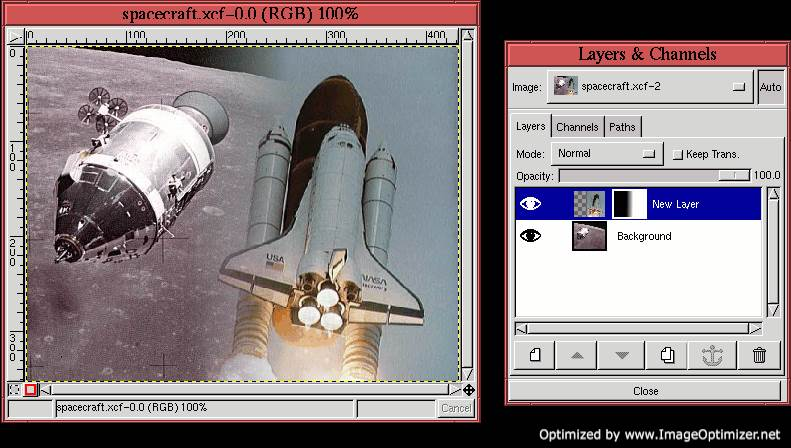 spacecraft.xcf-0.0 (RGB) 100%
0 100 200 300 400
0
100
200
300
USA
NASA
spacecraft.xcf-0.0 (RGB) 100%
Cancel
Layers & Channels
Image: spacecraft.xcf-2 Auto
Layers Channels Paths
Mode: Normal Keep Trans.
Opacity: 100.0
New Layer
Background
Close
Optimized by www.ImageOptimizer.net